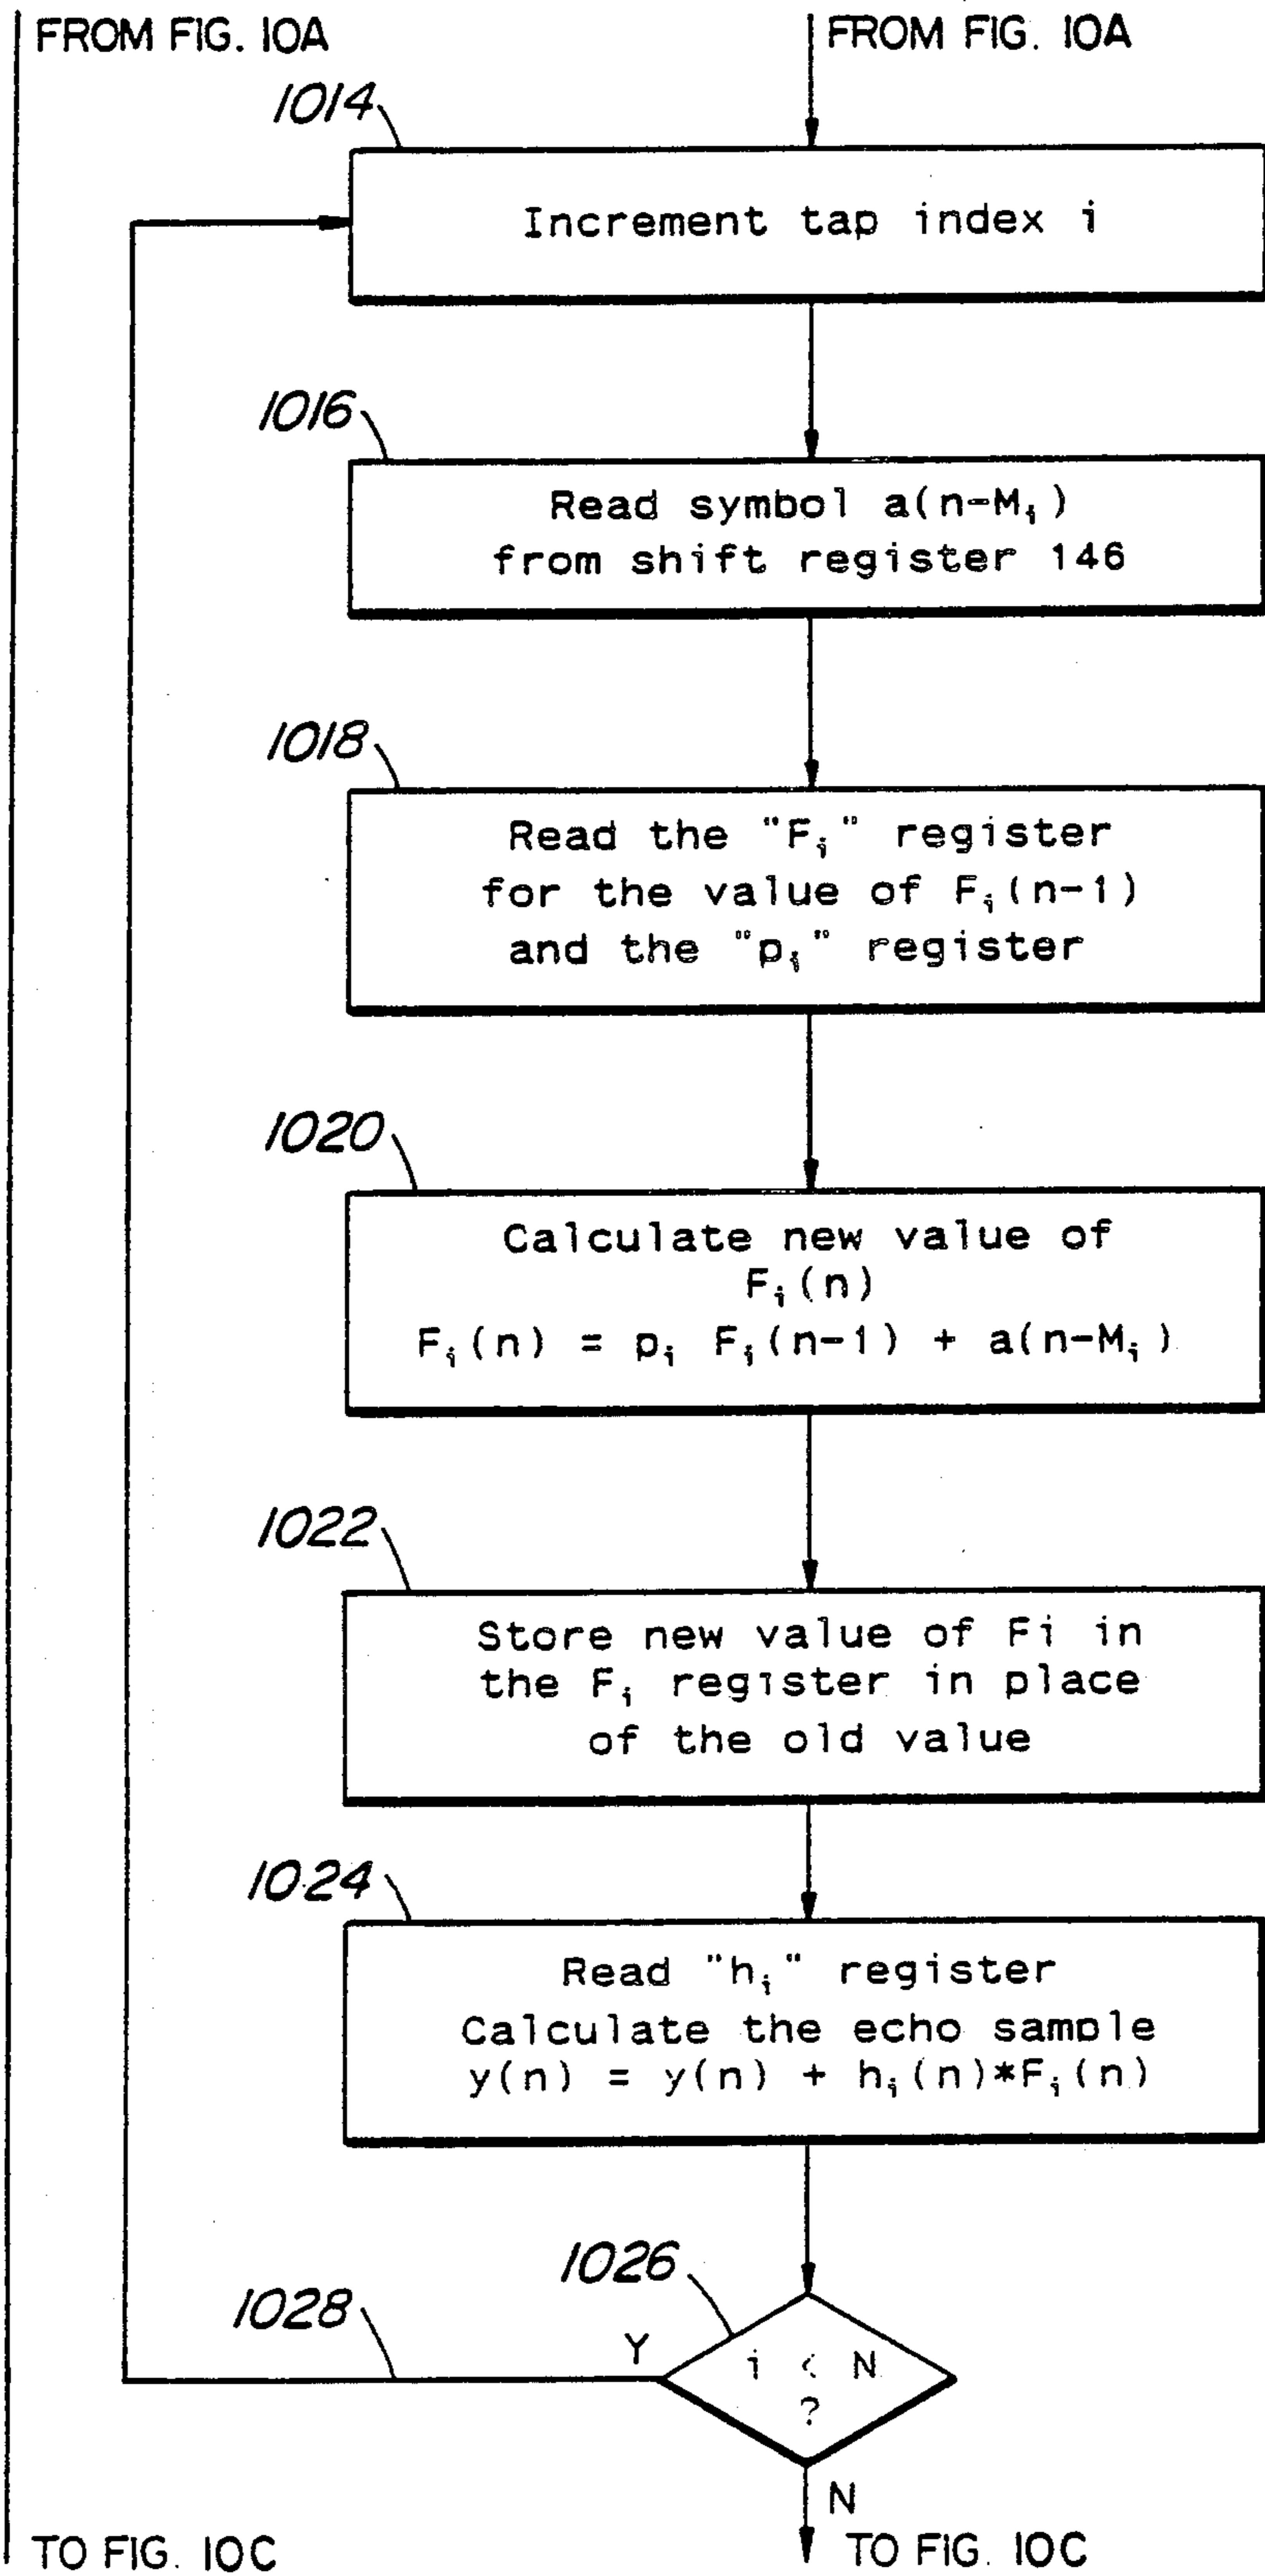 FROM FIG. 10A
FROM FIG. 10A
1014
Increment tap index i
1016
Read symbol a(n-Mᵢ)
from shift register 146
1018
Read the "Fᵢ" register
for the value of Fᵢ(n-1)
and the "pᵢ" register
1020
Calculate new value of
Fᵢ(n)
Fᵢ(n) = pᵢ Fᵢ(n-1) + a(n-Mᵢ)
1022
Store new value of Fi in
the Fᵢ register in place
of the old value
1024
Read "hᵢ" register
Calculate the echo sample
y(n) = y(n) + hᵢ(n)*Fᵢ(n)
1026
1028
Y
i < N
?
N
TO FIG. 10C
TO FIG. 10C